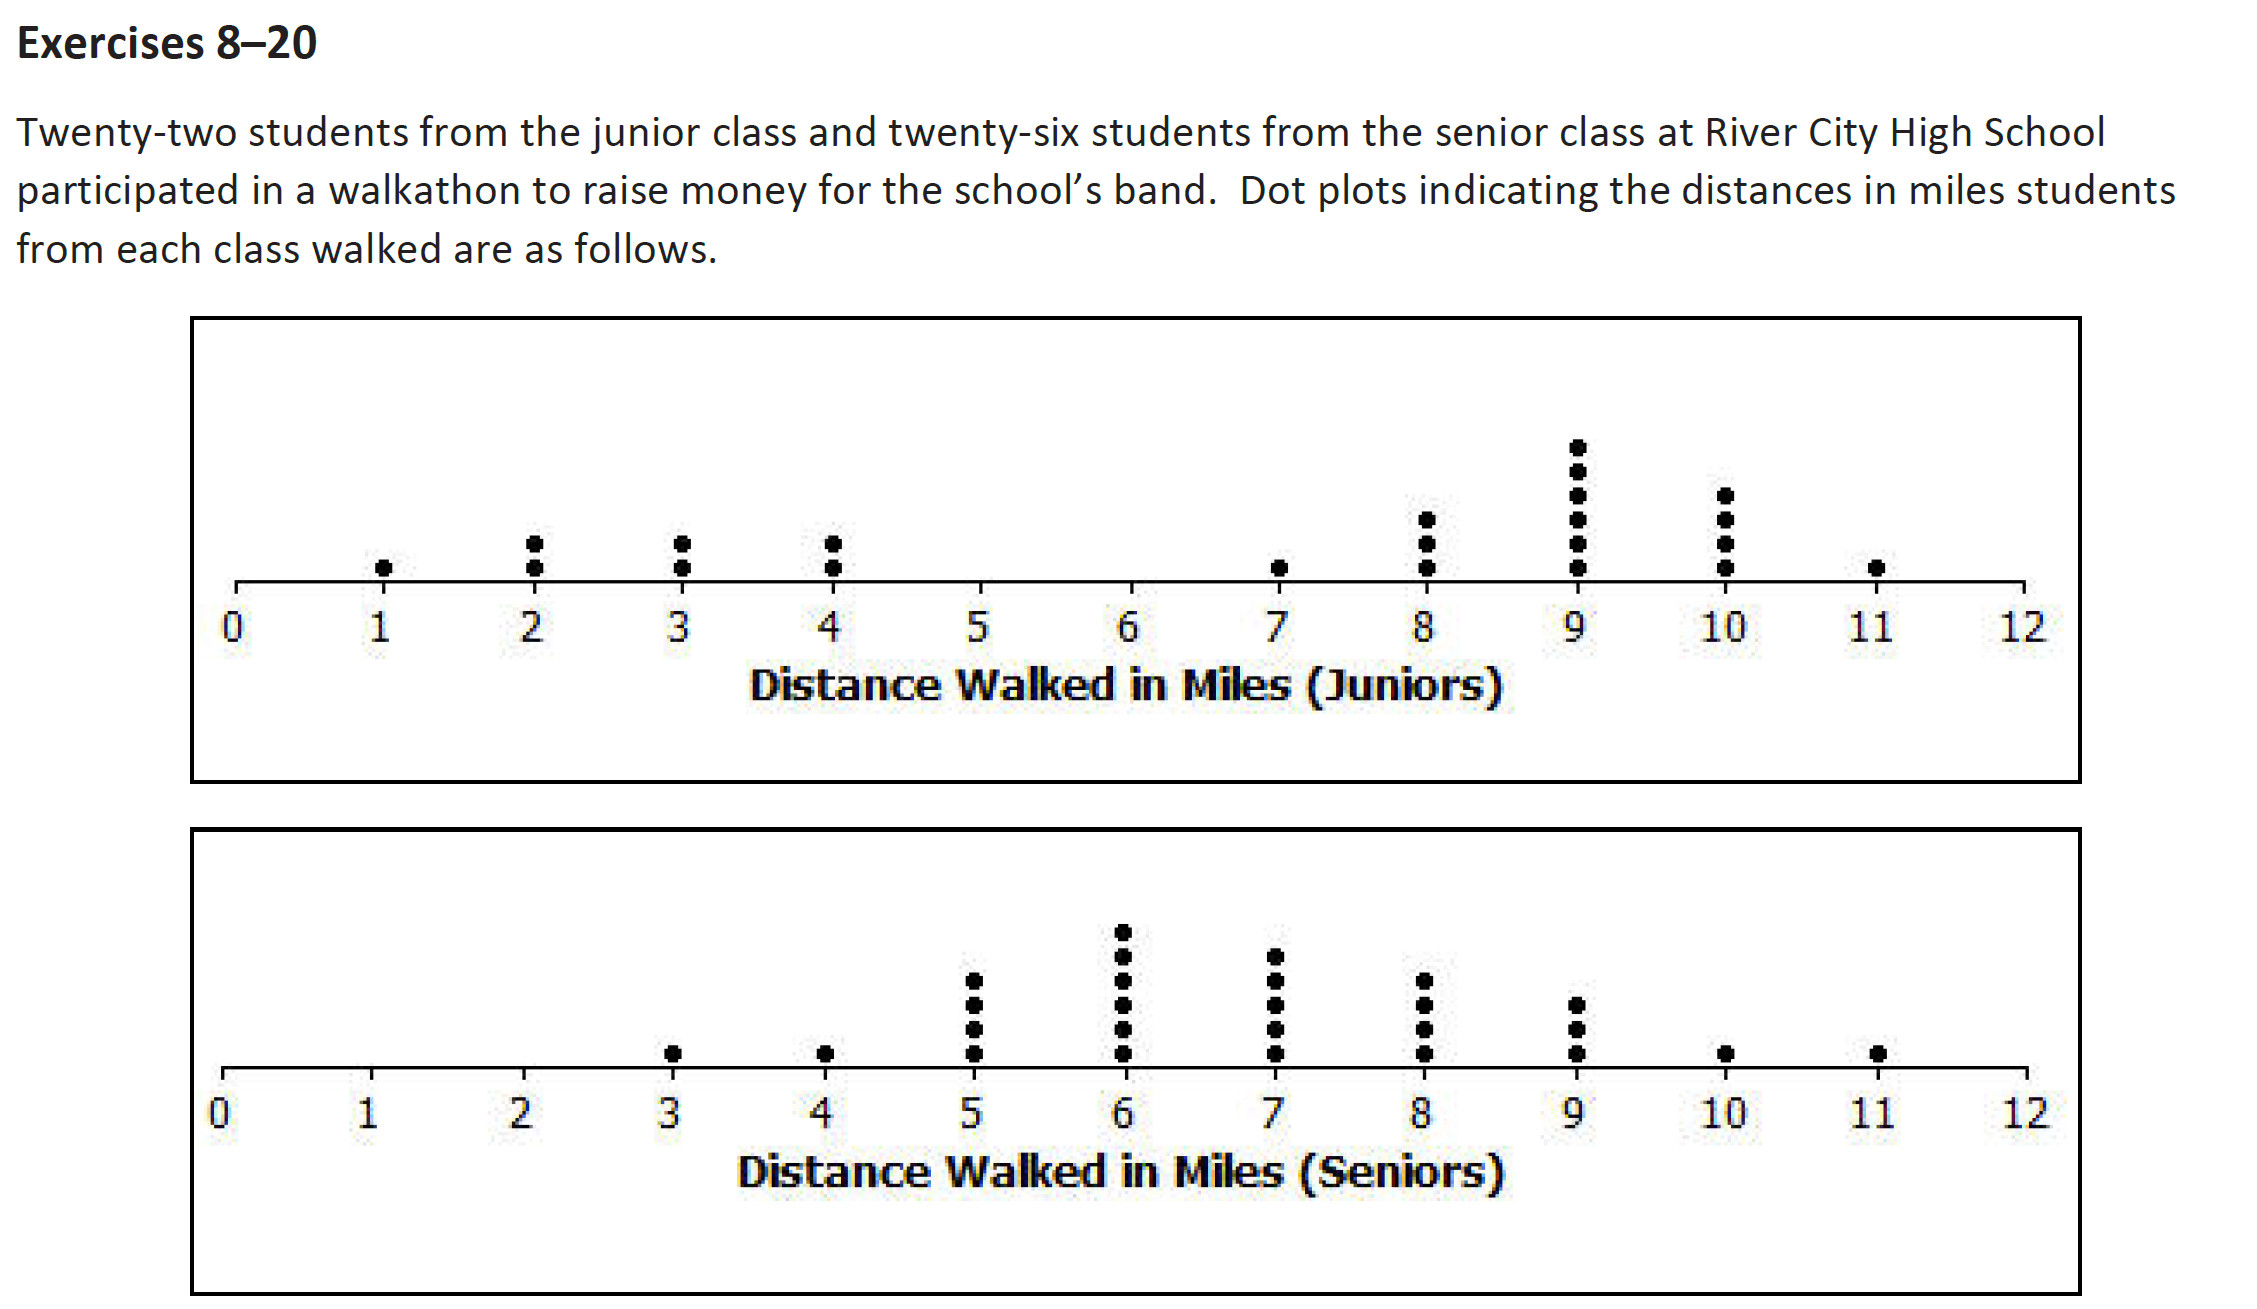 Exercises 8–20
Twenty-two students from the junior class and twenty-six students from the senior class at River City High School
participated in a walkathon to raise money for the school’s band.  Dot plots indicating the distances in miles students
from each class walked are as follows.
0 1 2 3 4 5 6 7 8 9 10 11 12
Distance Walked in Miles (Juniors)
0 1 2 3 4 5 6 7 8 9 10 11 12
Distance Walked in Miles (Seniors)